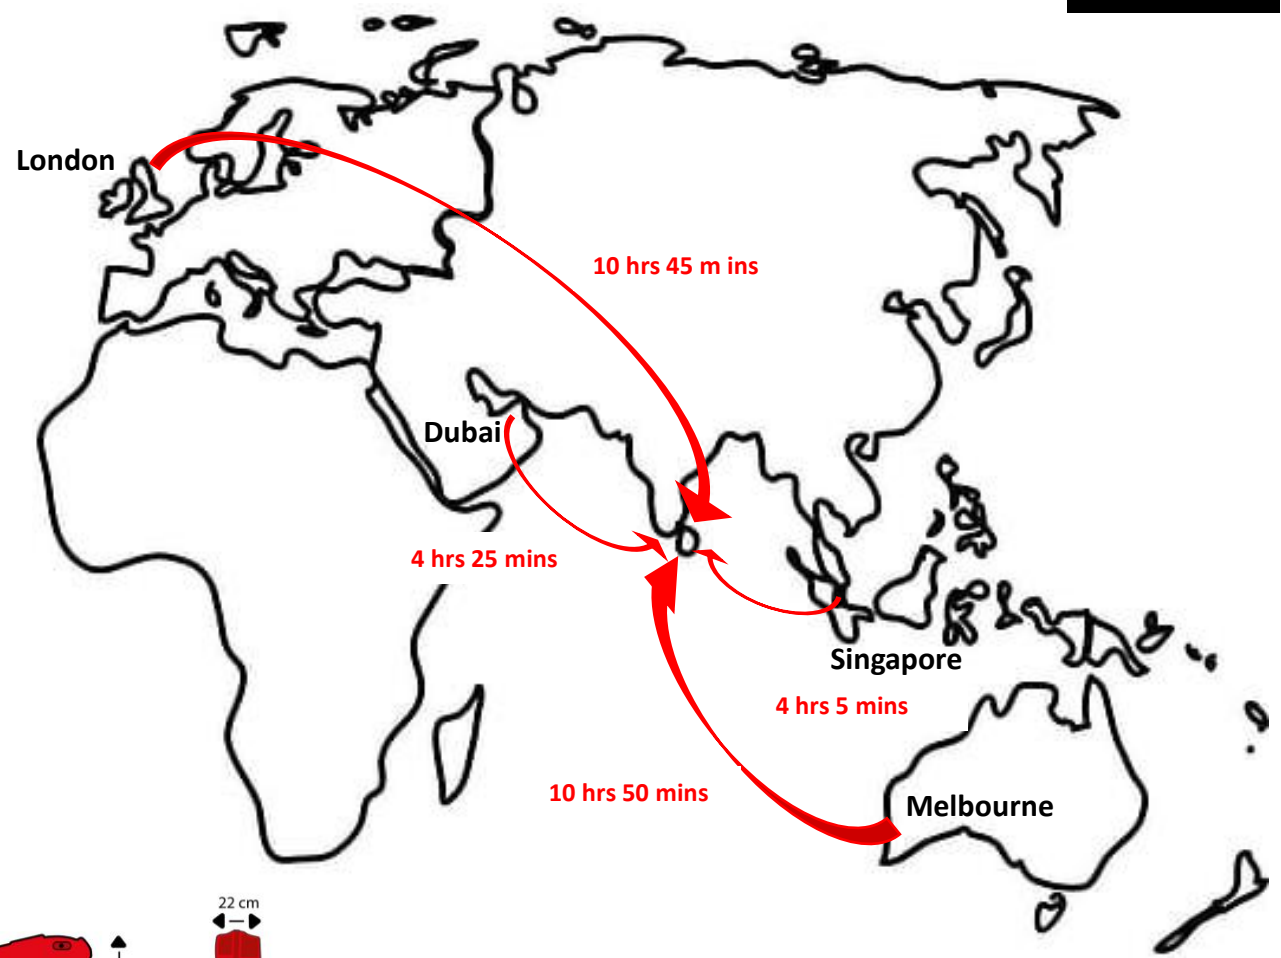 London
10 hrs 45 m ins
Dubai
4 hrs 25 mins
Singapore
4 hrs 5 mins
10 hrs 50 mins
Melbourne
22 cm